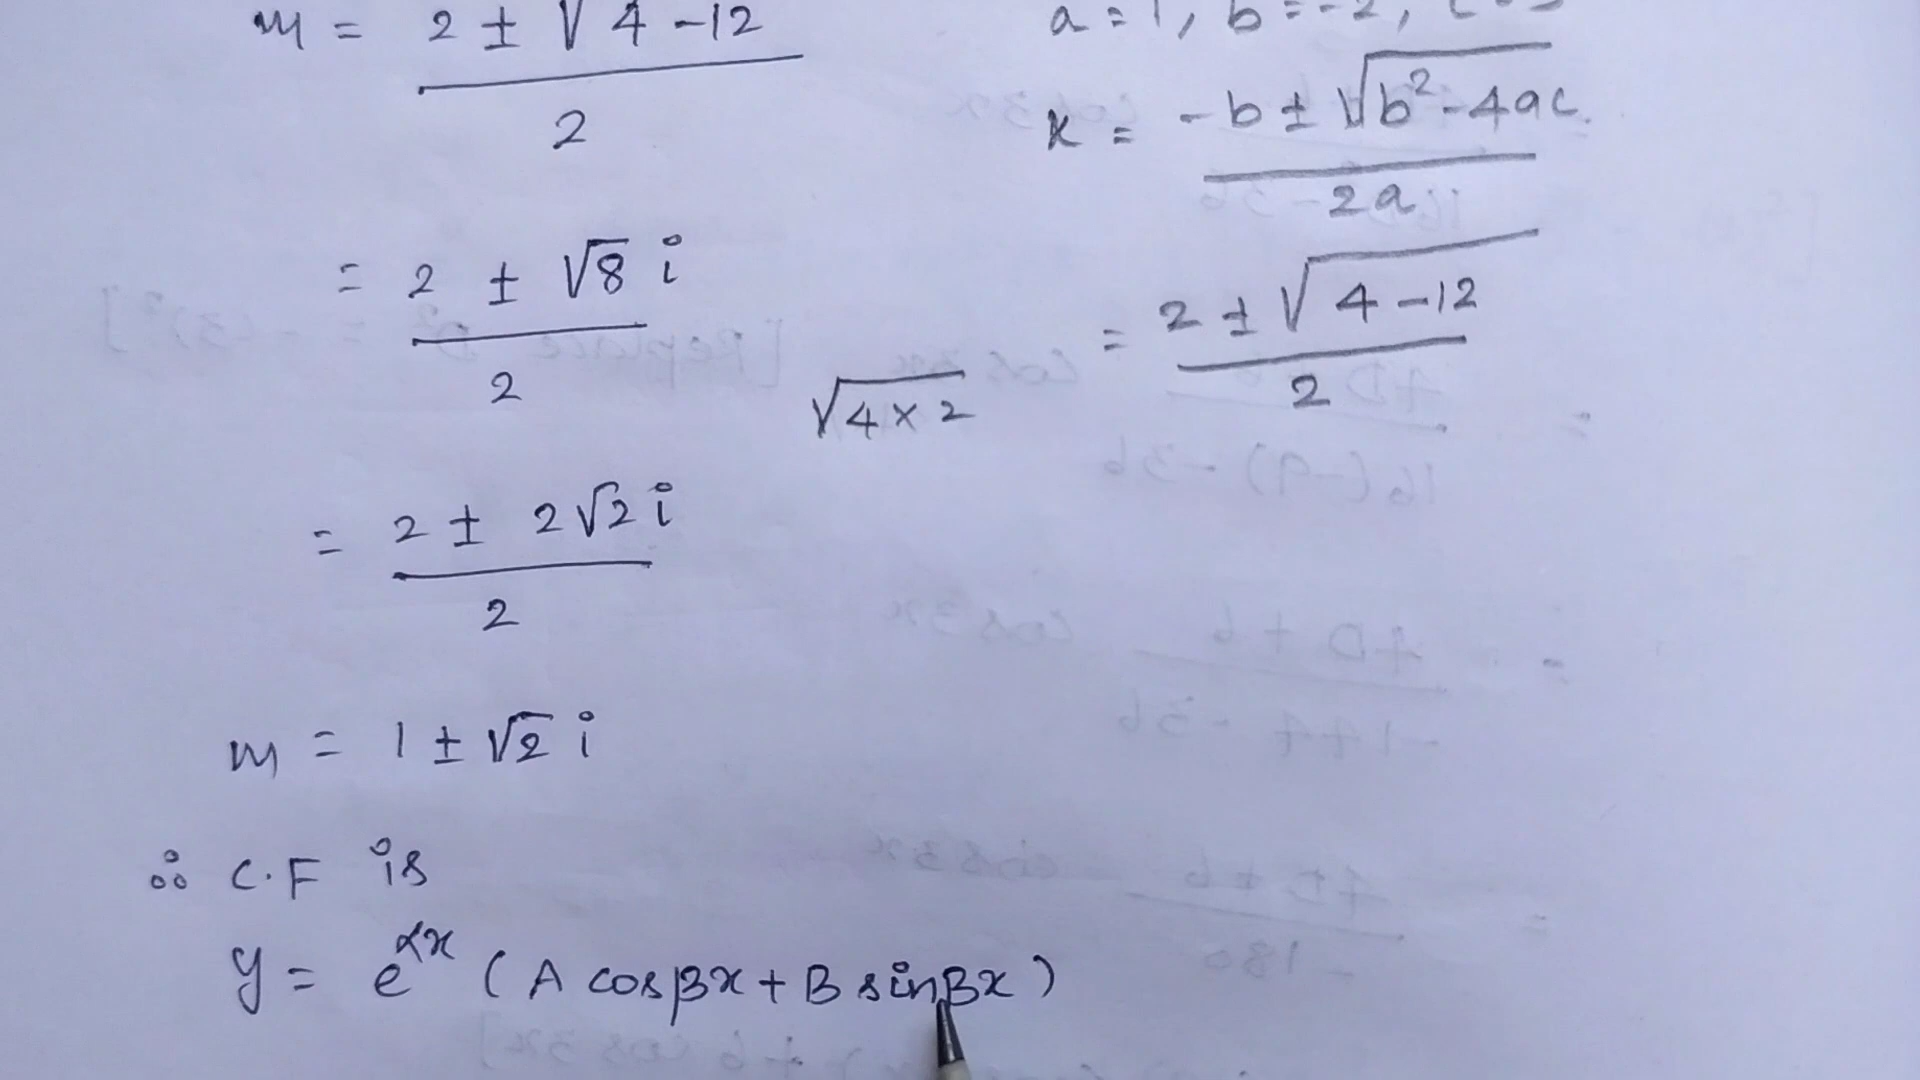 m = 2 ± √4-12 / 2
= 2 ± √8 i / 2
= 2 ± 2√2 i / 2
m = 1 ± √2 i
∴ C.F is
y = e^αx ( A cosβx + B sinβx )
a = 1, b = -2,
x = -b ± √b²-4ac / 2a
= 2 ± √4-12 / 2
√4×2